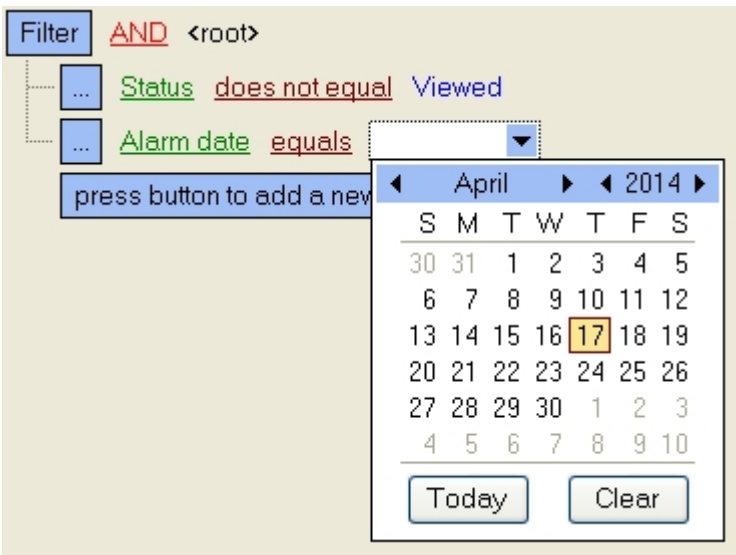 Filter AND <root>
... Status does not equal Viewed
... Alarm date equals
press button to add a new
April 2014
S M T W T F S
30 31 1 2 3 4 5
6 7 8 9 10 11 12
13 14 15 16 17 18 19
20 21 22 23 24 25 26
27 28 29 30 1 2 3
4 5 6 7 8 9 10
Today Clear